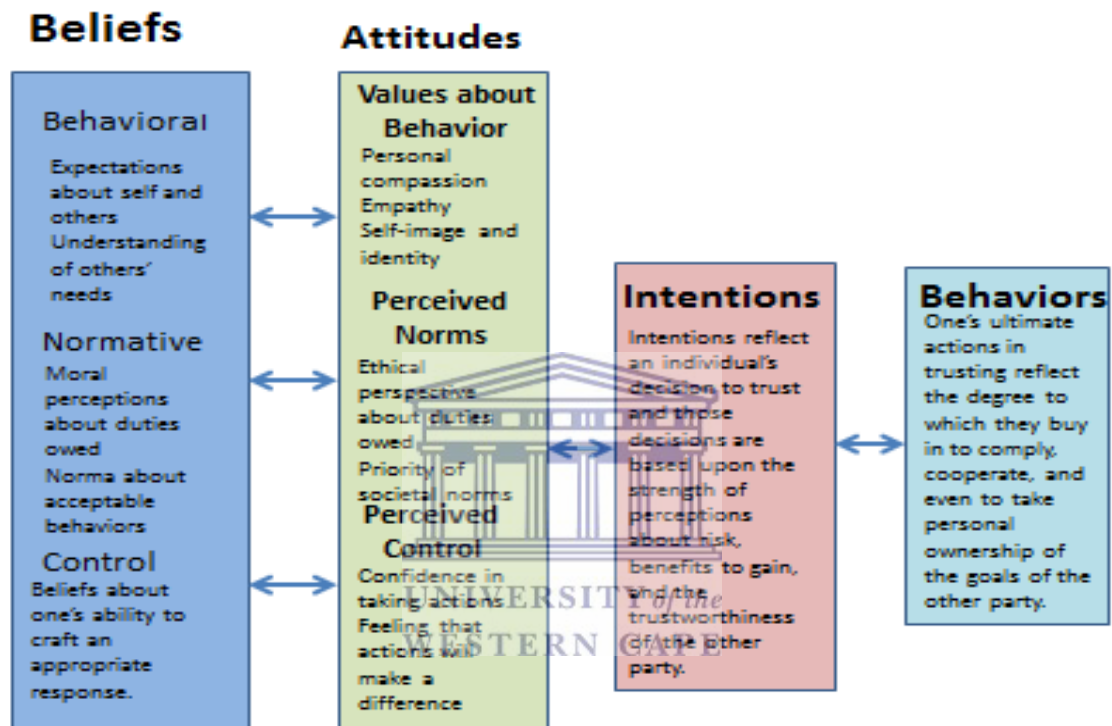 Beliefs
Behavioral
Expectations
about self and
others
Understanding
of others'
needs
Normative
Moral
perceptions
about duties
owed
Norma about
acceptable
behaviors
Control
Beliefs about
one's ability to
craft an
appropriate
response.
Attitudes
Values about
Behavior
Personal
compassion
Empathy
Self-image and
identity
Perceived
Norms
Ethical
perspective
about duties
owed
Priority of
societal norms
Perceived
Control
Confidence in
taking actions
Feeling that
actions will
make a
difference
Intentions
Intentions reflect
an individual's
decision to trust
and those
decisions are
based upon the
strength of
perceptions
about risk,
benefits to gain,
and the
trustworthiness
of the other
party.
Behaviors
One's ultimate
actions in
trusting reflect
the degree to
which they buy
in to comply,
cooperate, and
even to take
personal
ownership of
the goals of the
other party.
UNIVERSITY of the
WESTERN CAPE